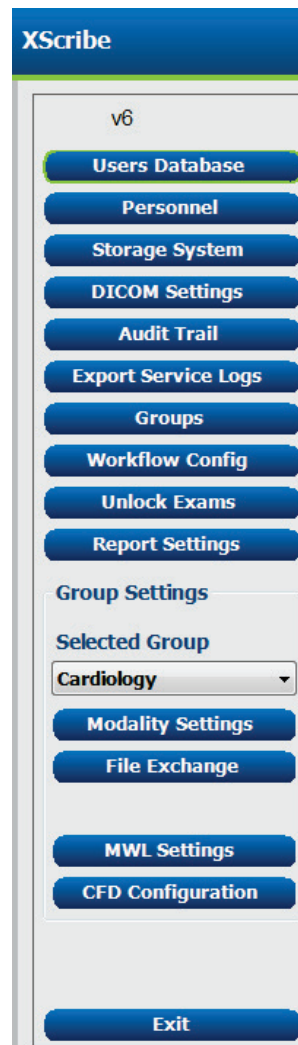 XScribe
v6
Users Database
Personnel
Storage System
DICOM Settings
Audit Trail
Export Service Logs
Groups
Workflow Config
Unlock Exams
Report Settings
Group Settings
Selected Group
Cardiology
Modality Settings
File Exchange
MWL Settings
CFD Configuration
Exit